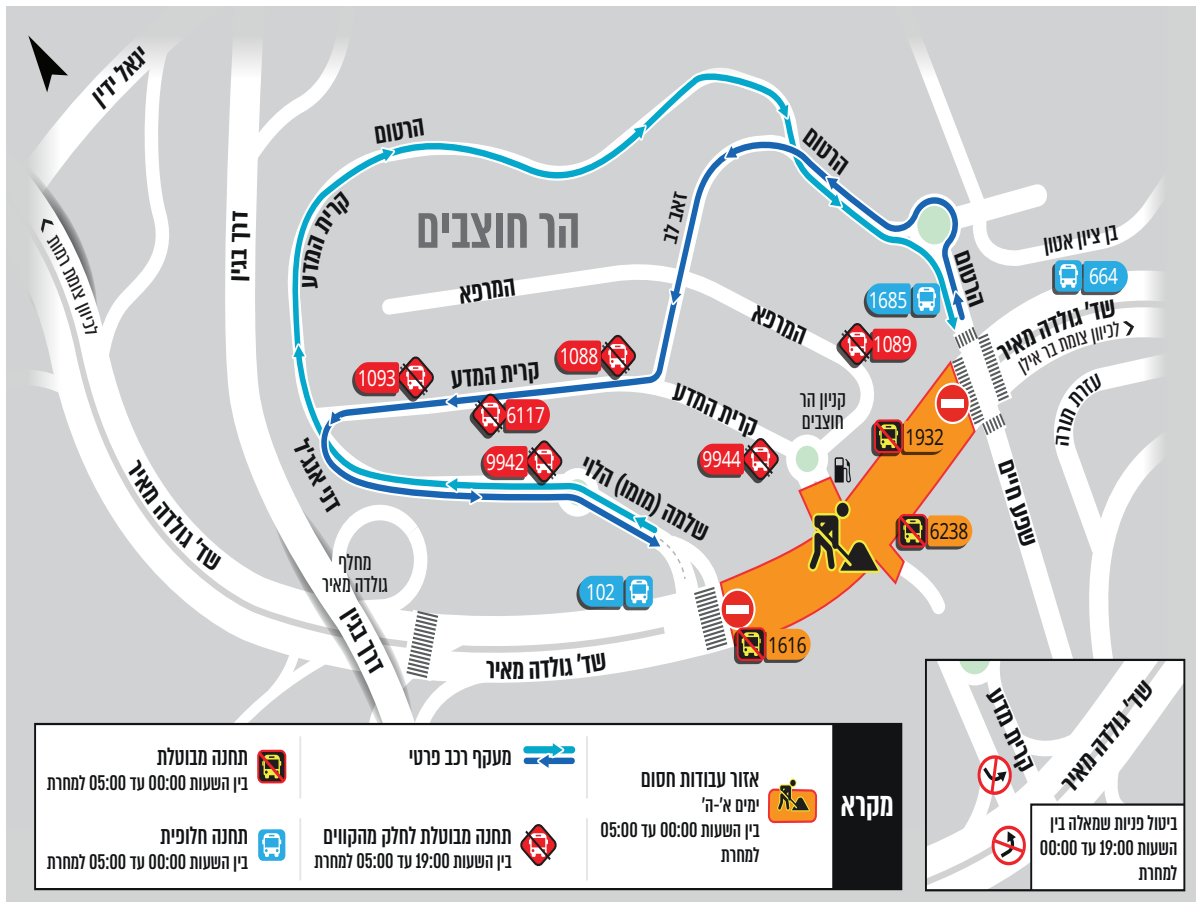 יגאל ידין
דרך בגין
לכיוון צומת רמות
הרטום
קרית המדע
הר חוצבים
זאב לב
הרטום
המרפא
המרפא
בן ציון אטון
664
1685
הרטום
שד' גולדה מאיר
לכיוון צומת בר אילן
עזרת תורה
1089
1088
1093
קרית המדע
6117
קרית המדע
קניון הר
חוצבים
1932
9942
9944
דני אנג'ל
שלמה (מומו) הלוי
שד' גולדה מאיר
שפע חיים
6238
מחלף
גולדה מאיר
102
דרך בגין
1616
שד' גולדה מאיר
מקרא
אזור עבודות חסום
ימים א'-ה'
בין השעות 00:00 עד 05:00
למחרת
מעקף רכב פרטי
תחנה מבוטלת לחלק מהקווים
בין השעות 19:00 עד 05:00 למחרת
תחנה מבוטלת
בין השעות 00:00 עד 05:00 למחרת
תחנה חלופית
בין השעות 00:00 עד 05:00 למחרת
שד' גולדה מאיר
קרית מדע
ביטול פניות שמאלה בין
השעות 19:00 עד 00:00
למחרת